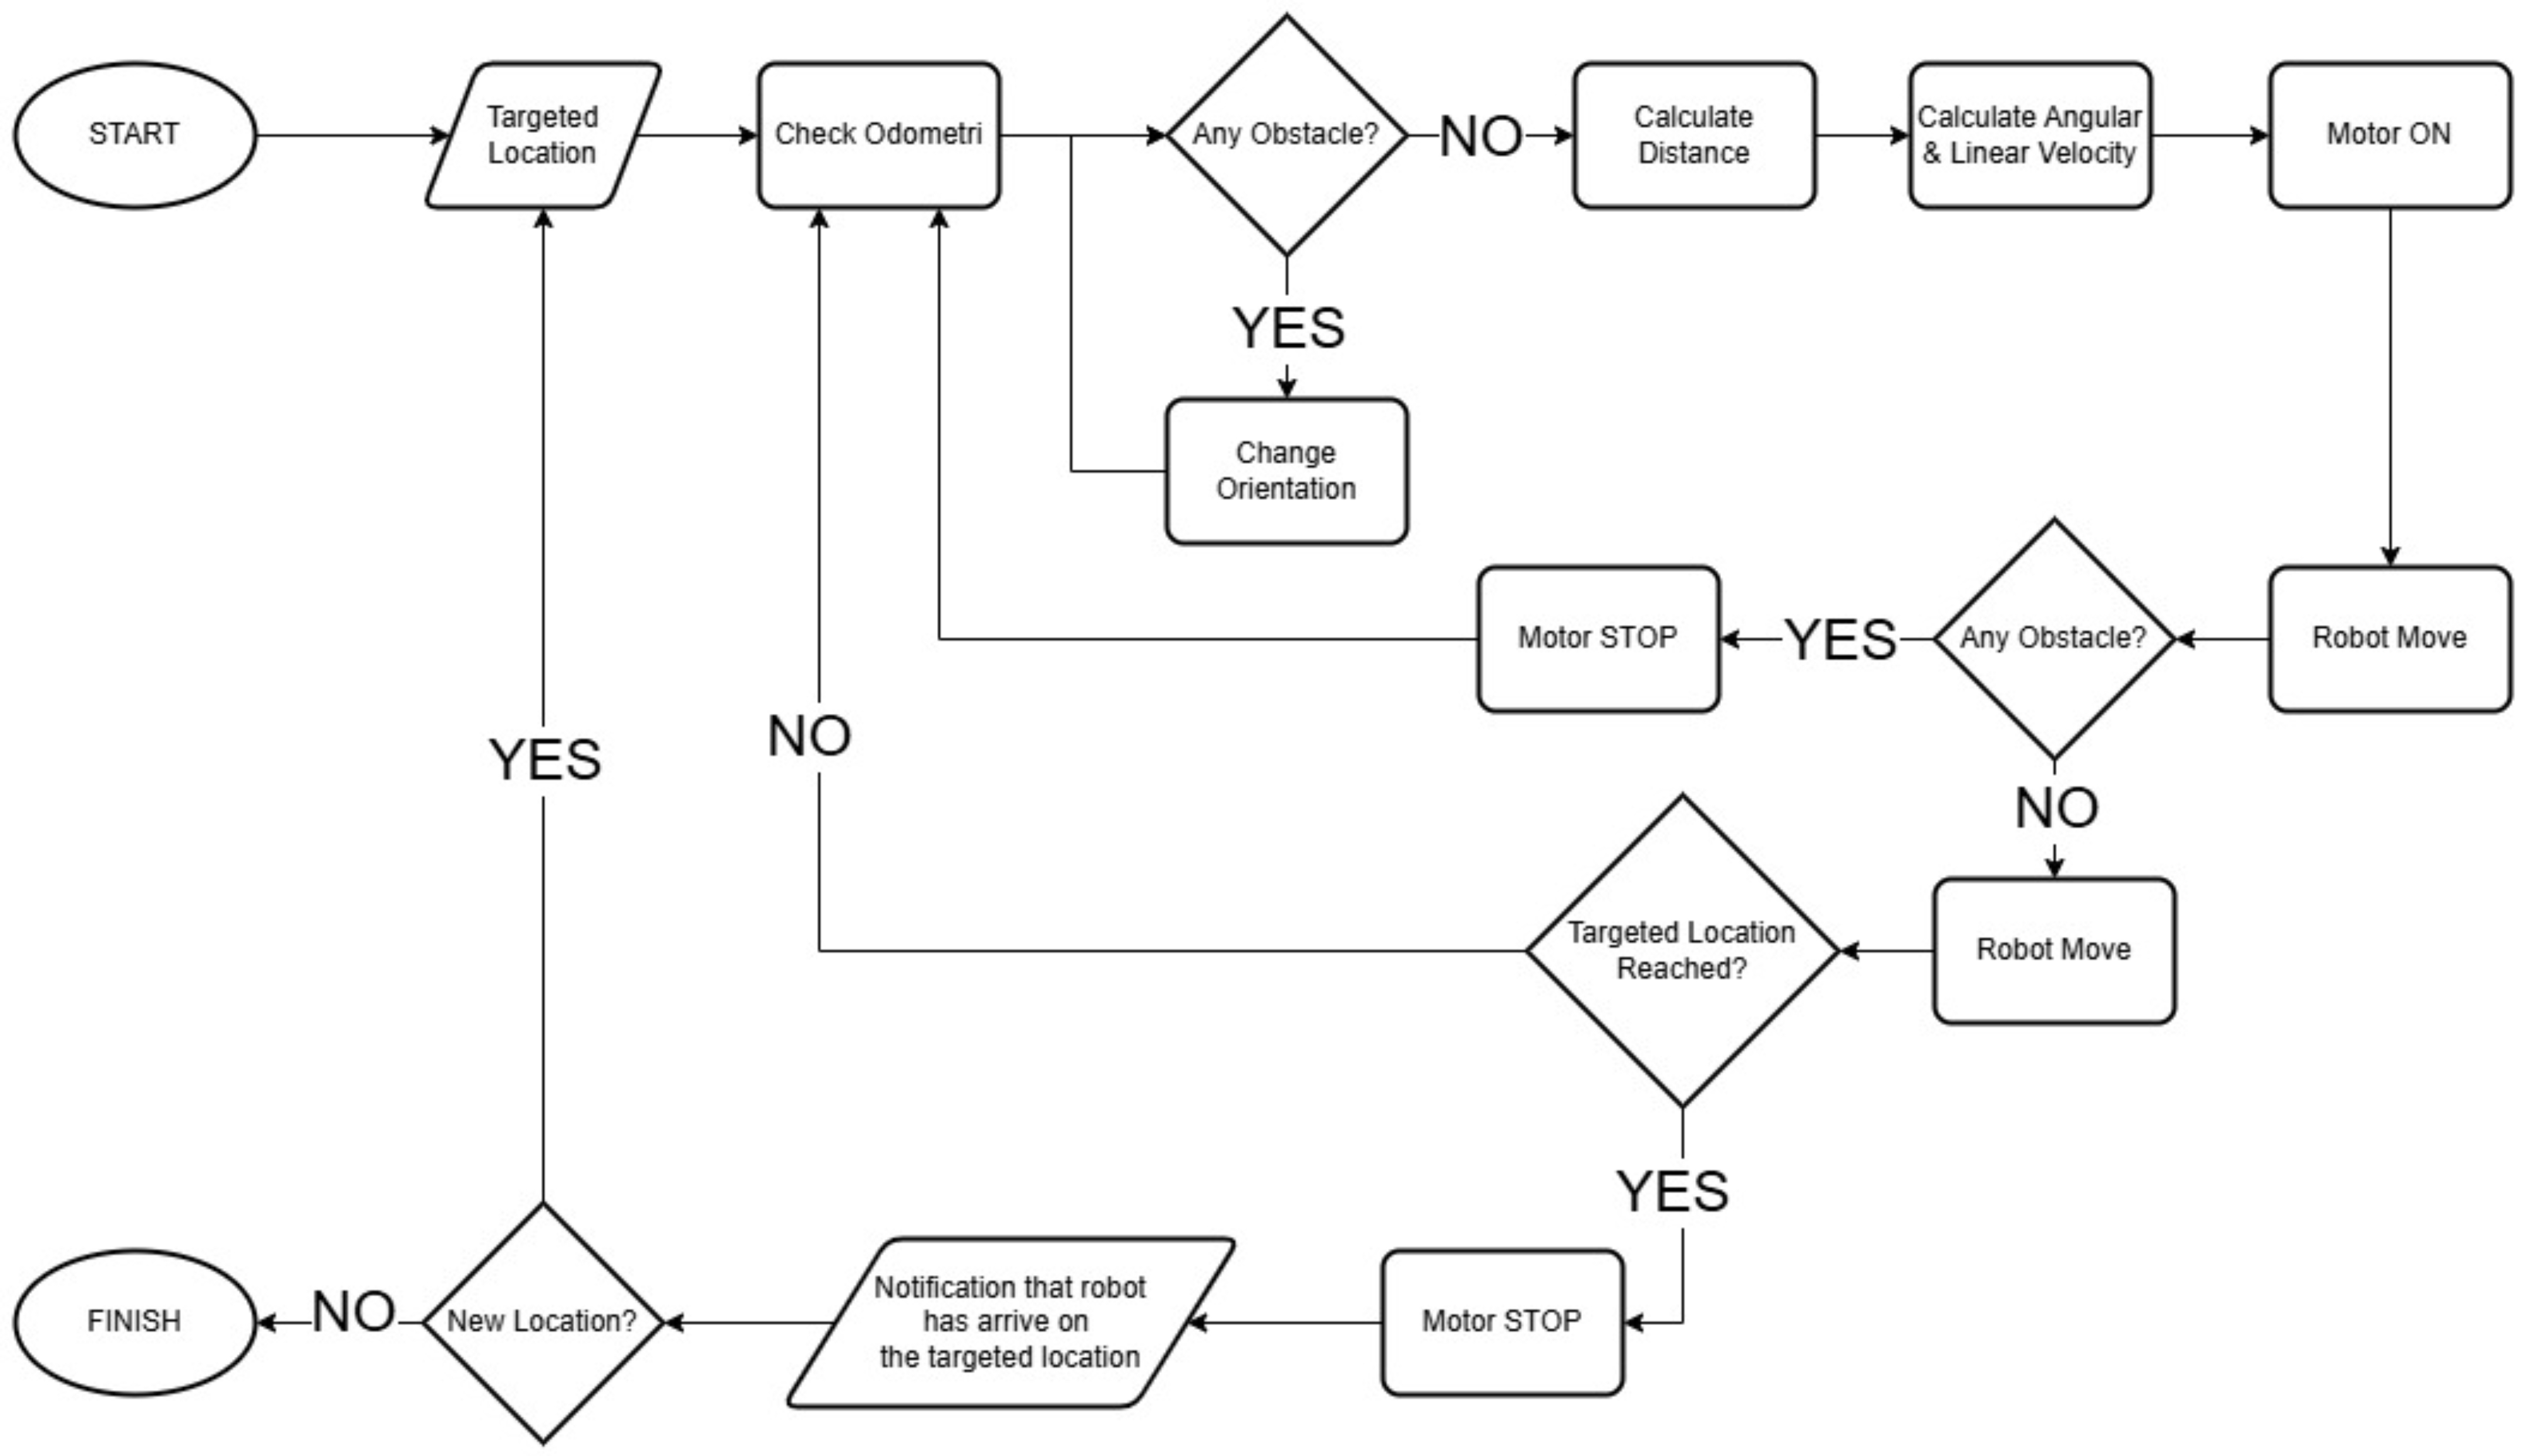 START
Targeted
Location
Check Odometri
Any Obstacle?
NO
Calculate
Distance
Calculate Angular
& Linear Velocity
Motor ON
YES
Change
Orientation
Motor STOP
YES
Any Obstacle?
Robot Move
NO
YES
NO
Targeted Location
Reached?
Robot Move
YES
FINISH
NO
New Location?
Notification that robot
has arrive on
the targeted location
Motor STOP